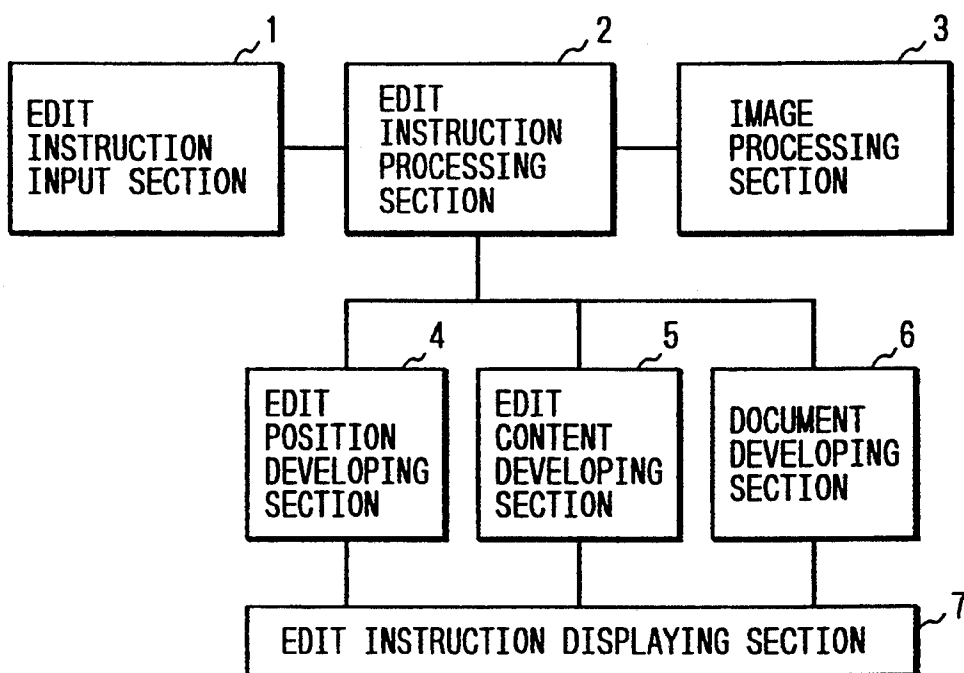 1
EDIT
INSTRUCTION
INPUT SECTION
2
EDIT
INSTRUCTION
PROCESSING
SECTION
3
IMAGE
PROCESSING
SECTION
4
EDIT
POSITION
DEVELOPING
SECTION
5
EDIT
CONTENT
DEVELOPING
SECTION
6
DOCUMENT
DEVELOPING
SECTION
7
EDIT INSTRUCTION DISPLAYING SECTION